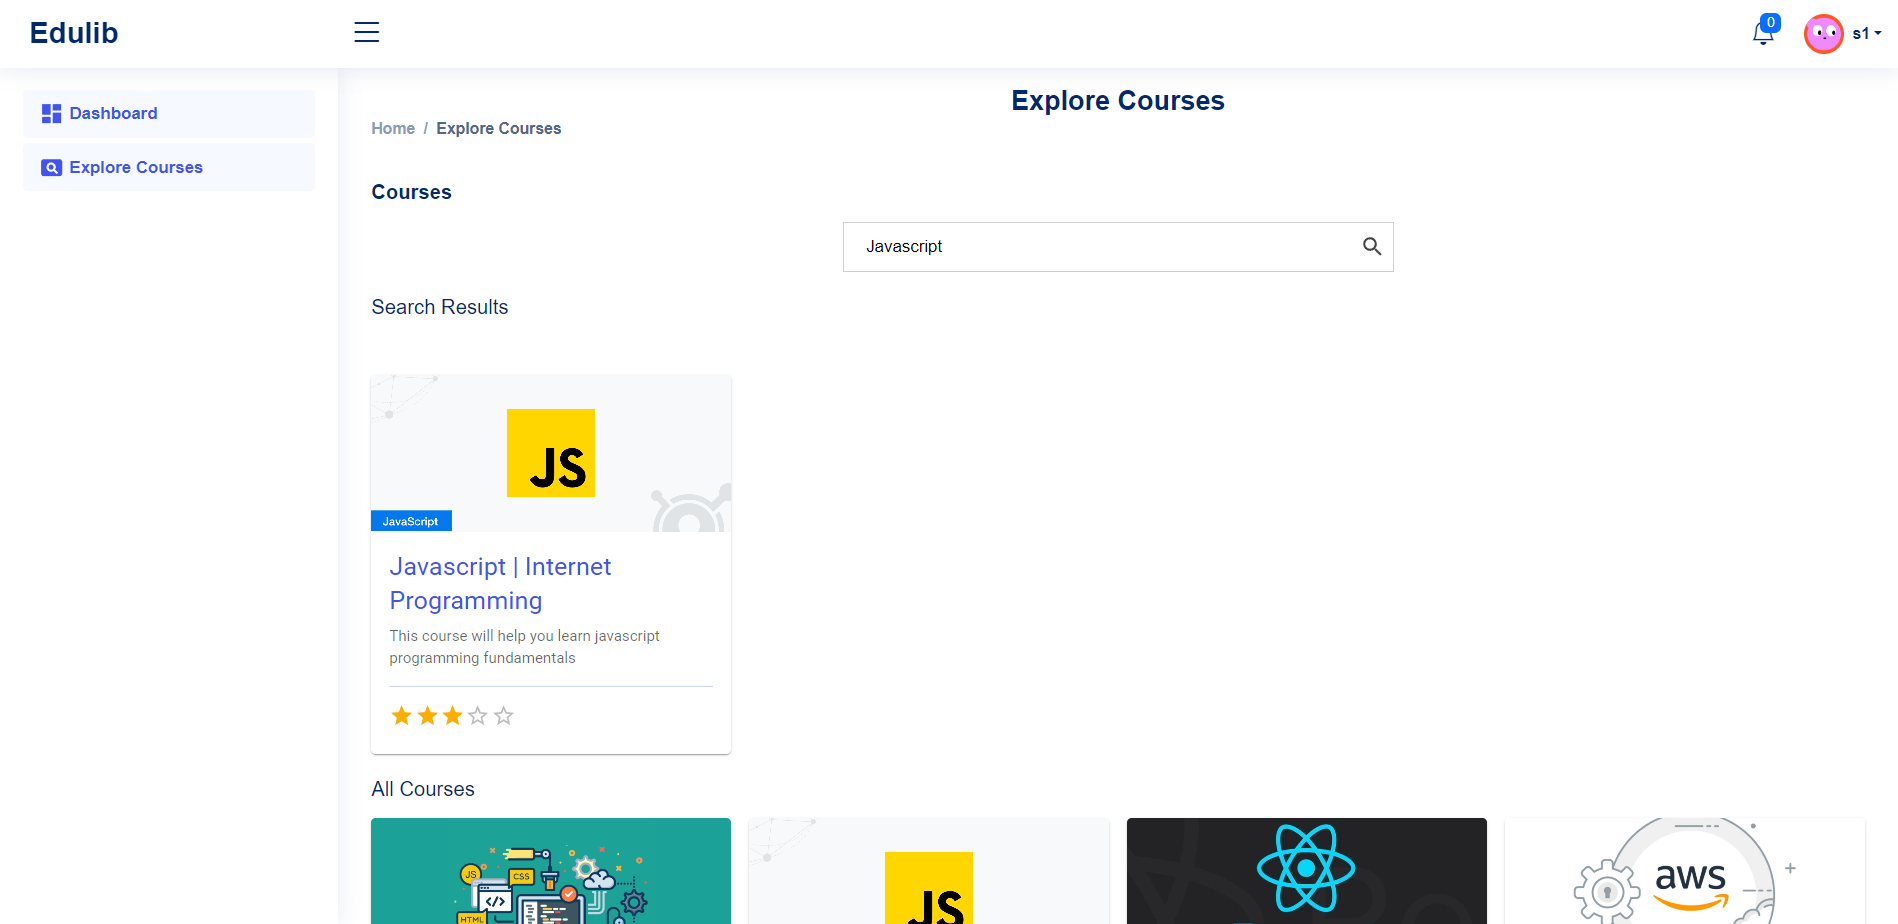 Edulib
0
s1
Dashboard
Explore Courses
Explore Courses
Home / Explore Courses
Courses
Javascript
Search Results
JS
JavaScript
Javascript | Internet
Programming
This course will help you learn javascript
programming fundamentals
All Courses
JS
CSS
</>
HTML
JS
aws